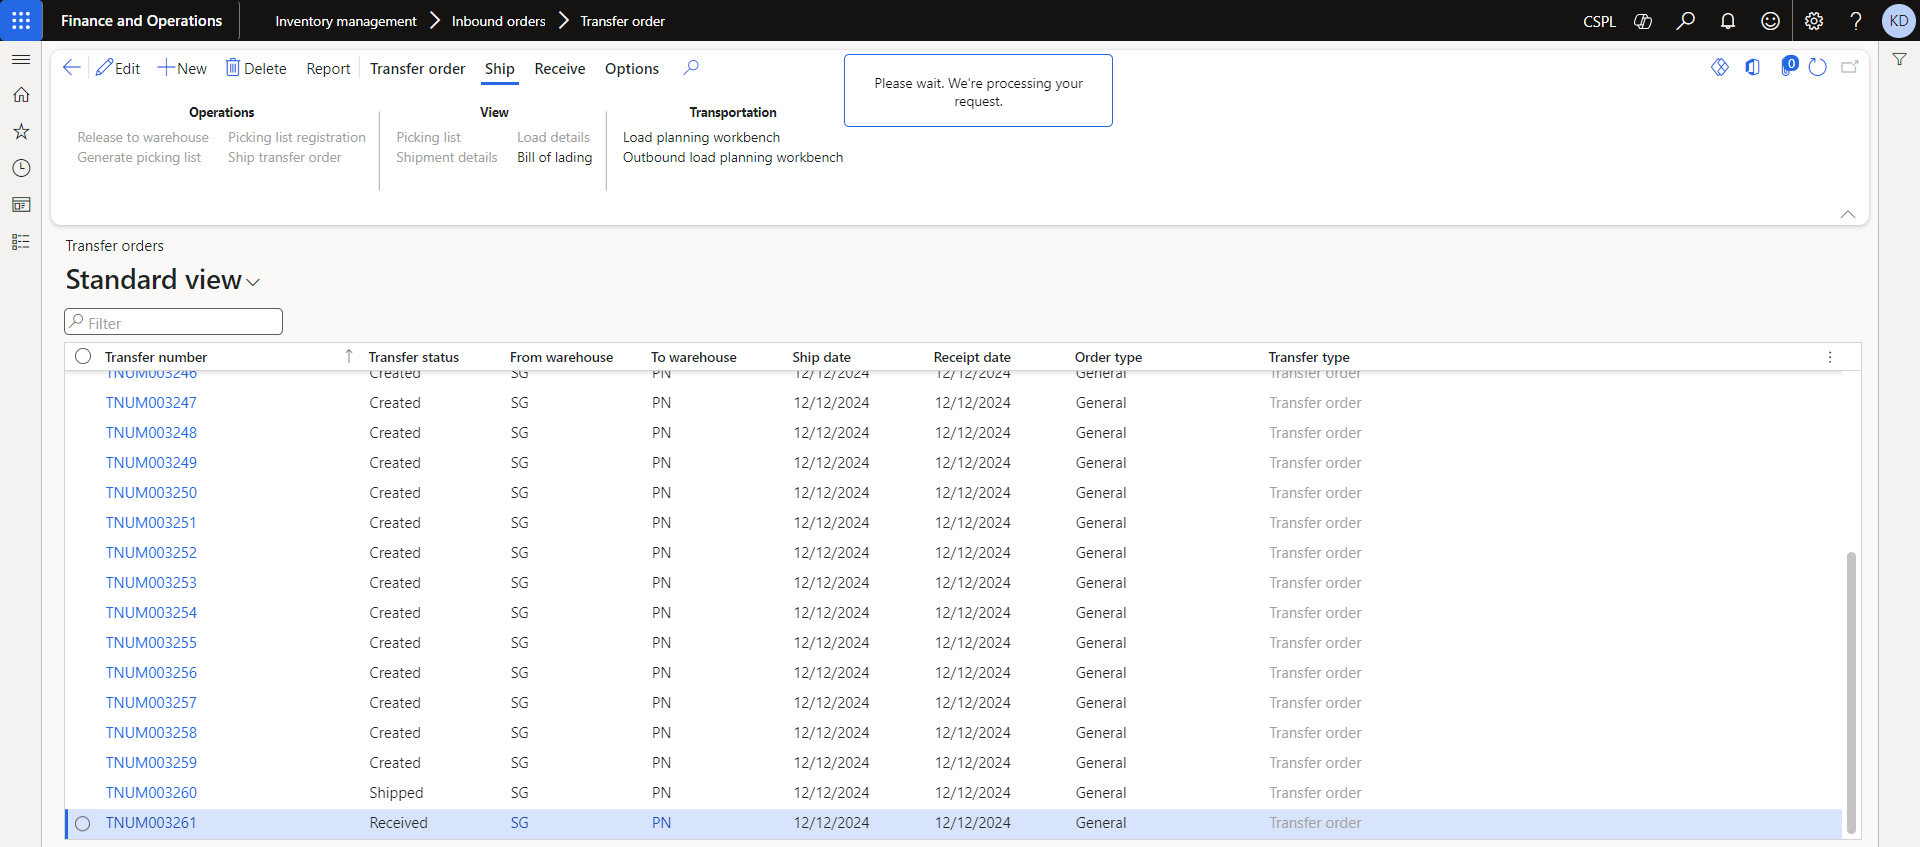 Finance and Operations
Inventory management
Inbound orders
Transfer order
CSPL
?
KD
Edit
New
Delete
Report
Transfer order
Ship
Receive
Options
Please wait. We're processing your
request.
0
Operations
Release to warehouse
Picking list registration
Generate picking list
Ship transfer order
View
Picking list
Load details
Shipment details
Bill of lading
Transportation
Load planning workbench
Outbound load planning workbench
Transfer orders
Standard view
Filter
Transfer number Transfer status From warehouse To warehouse Ship date Receipt date Order type Transfer type
TNUM003246 Created SG PN 12/12/2024 12/12/2024 General Transfer order
TNUM003247 Created SG PN 12/12/2024 12/12/2024 General Transfer order
TNUM003248 Created SG PN 12/12/2024 12/12/2024 General Transfer order
TNUM003249 Created SG PN 12/12/2024 12/12/2024 General Transfer order
TNUM003250 Created SG PN 12/12/2024 12/12/2024 General Transfer order
TNUM003251 Created SG PN 12/12/2024 12/12/2024 General Transfer order
TNUM003252 Created SG PN 12/12/2024 12/12/2024 General Transfer order
TNUM003253 Created SG PN 12/12/2024 12/12/2024 General Transfer order
TNUM003254 Created SG PN 12/12/2024 12/12/2024 General Transfer order
TNUM003255 Created SG PN 12/12/2024 12/12/2024 General Transfer order
TNUM003256 Created SG PN 12/12/2024 12/12/2024 General Transfer order
TNUM003257 Created SG PN 12/12/2024 12/12/2024 General Transfer order
TNUM003258 Created SG PN 12/12/2024 12/12/2024 General Transfer order
TNUM003259 Created SG PN 12/12/2024 12/12/2024 General Transfer order
TNUM003260 Shipped SG PN 12/12/2024 12/12/2024 General Transfer order
TNUM003261 Received SG PN 12/12/2024 12/12/2024 General Transfer order